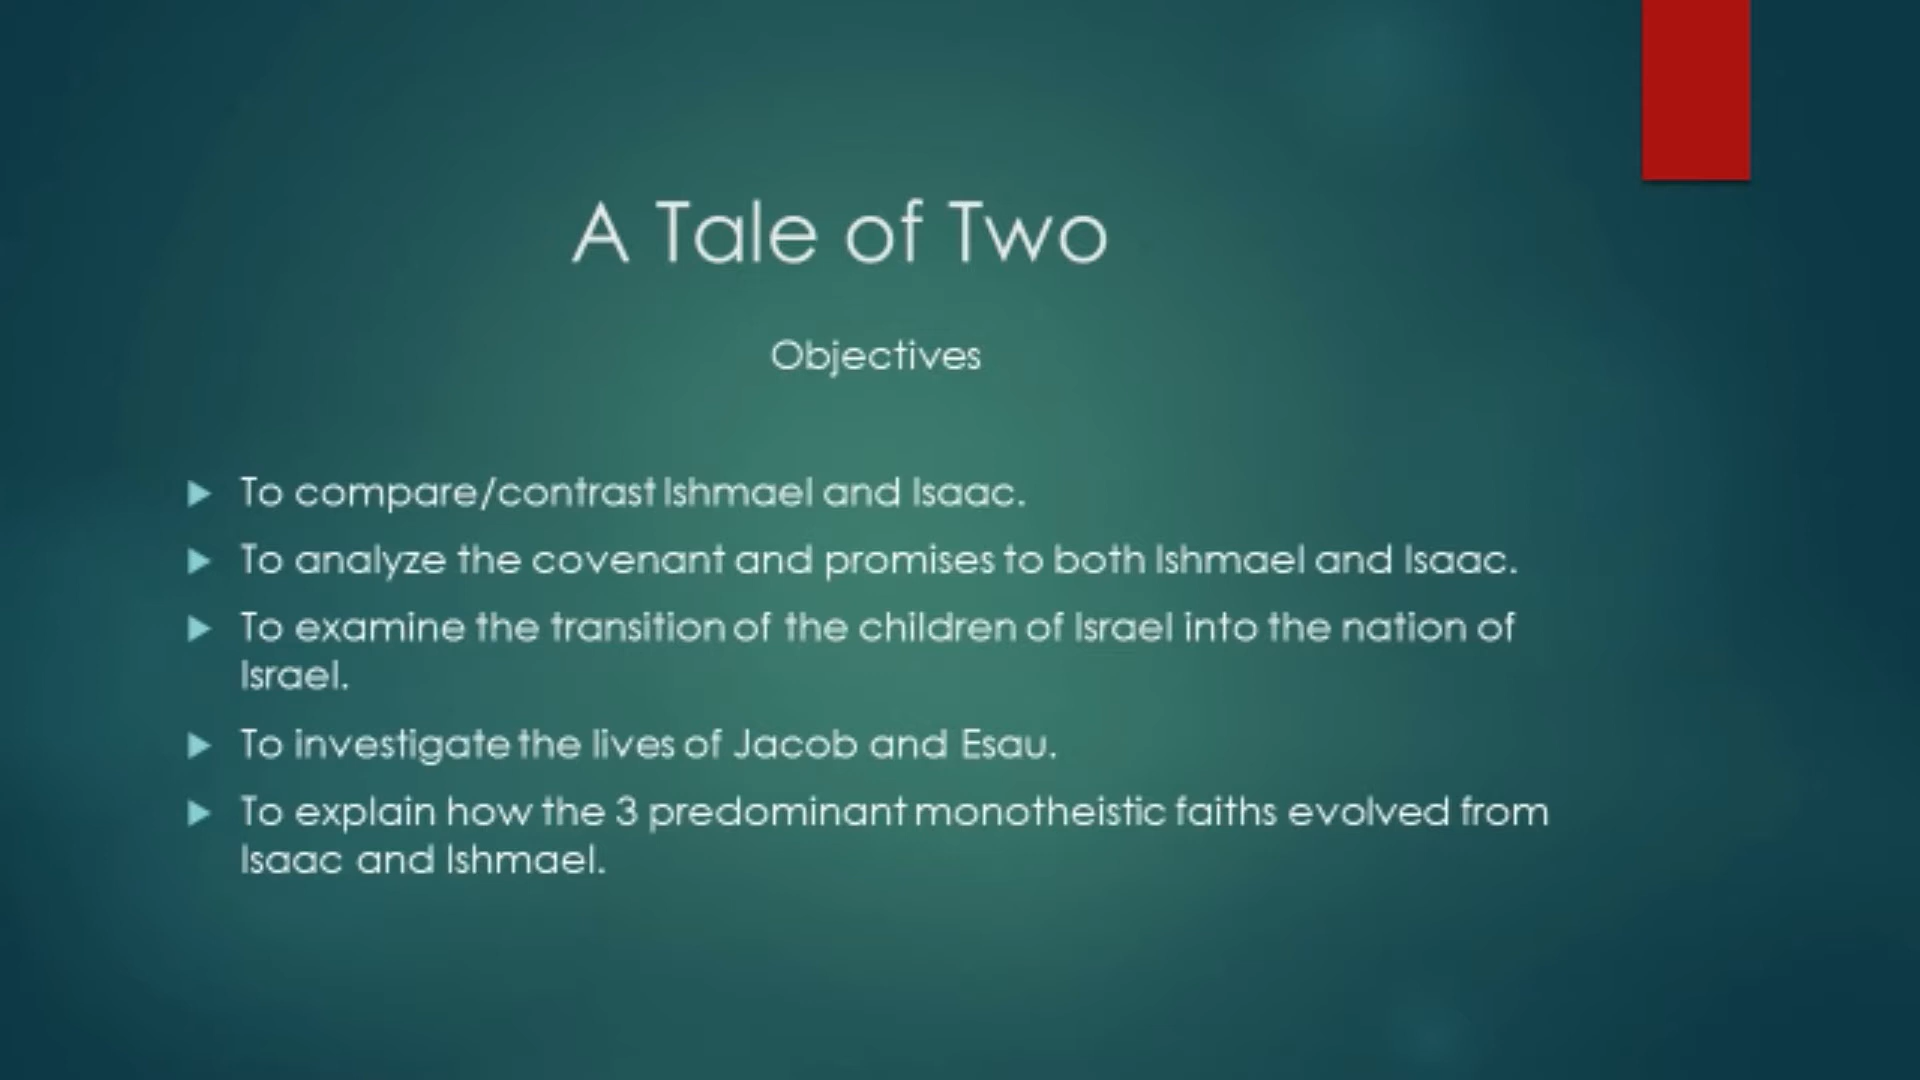 A Tale of Two
Objectives
To compare/contrast Ishmael and Isaac.
To analyze the covenant and promises to both Ishmael and Isaac.
To examine the transition of the children of Israel into the nation of
Israel.
To investigate the lives of Jacob and Esau.
To explain how the 3 predominant monotheistic faiths evolved from
Isaac and Ishmael.